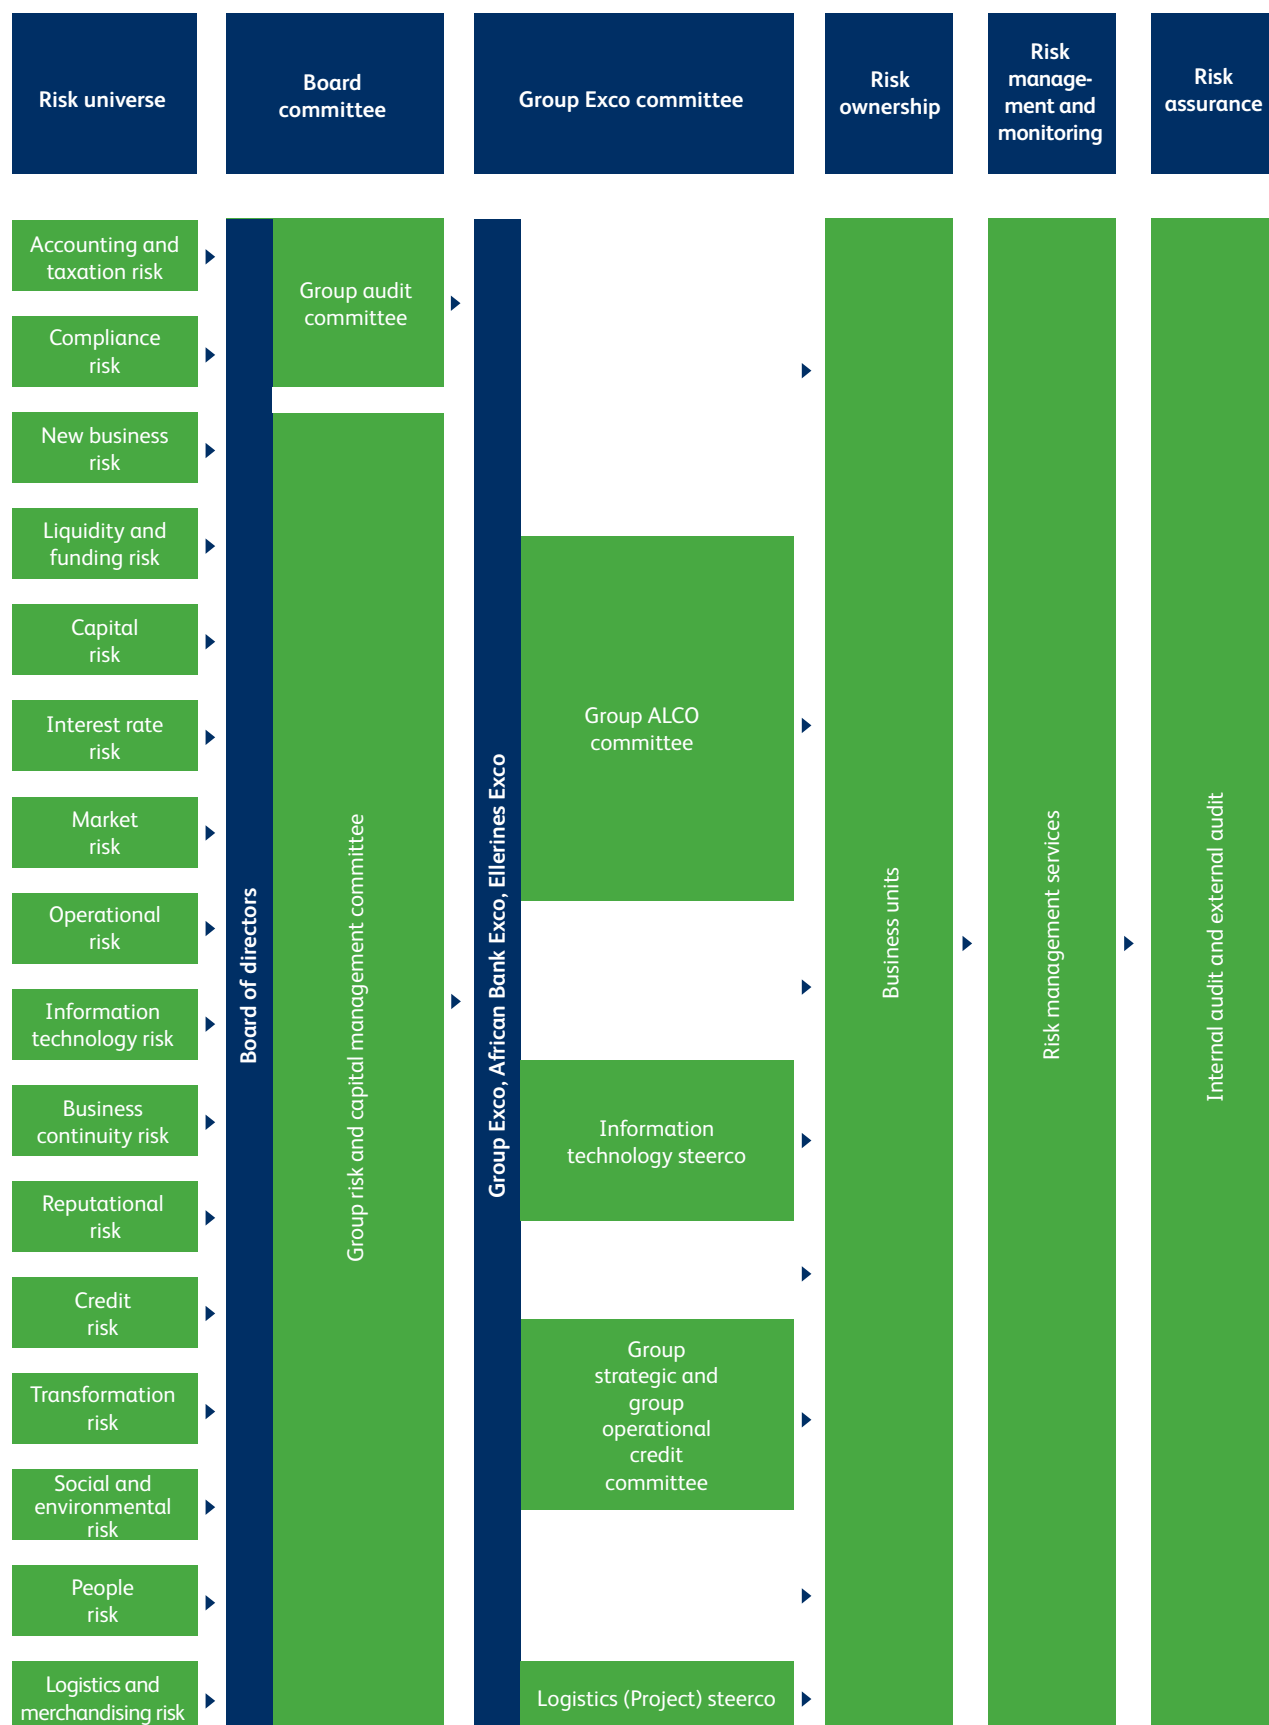 Risk universe
Board
committee
Group Exco committee
Risk
ownership
Risk
manage-
ment and
monitoring
Risk
assurance
Accounting and
taxation risk
Compliance
risk
New business
risk
Liquidity and
funding risk
Capital
risk
Interest rate
risk
Market
risk
Operational
risk
Information
technology risk
Business
continuity risk
Reputational
risk
Credit
risk
Transformation
risk
Social and
environmental
risk
People
risk
Logistics and
merchandising risk
Board of directors
Group audit
committee
Group risk and capital management committee
Group Exco, African Bank Exco, Ellerines Exco
Group ALCO
committee
Information
technology steerco
Group
strategic and
group
operational
credit
committee
Logistics (Project) steerco
Business units
Risk management services
Internal audit and external audit